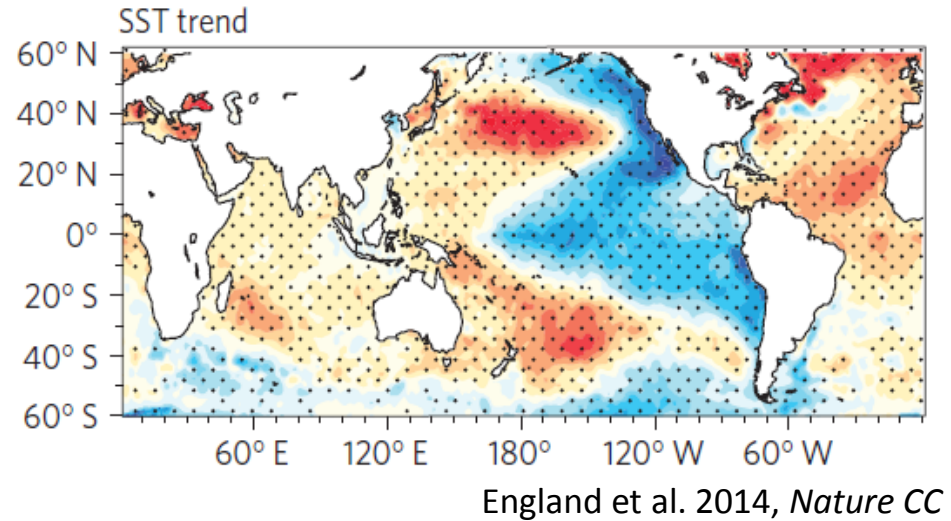 SST trend
60° N
40° N
20° N
0°
20° S
40° S
60° S
60° E 120° E 180° 120° W 60° W
England et al. 2014, Nature CC